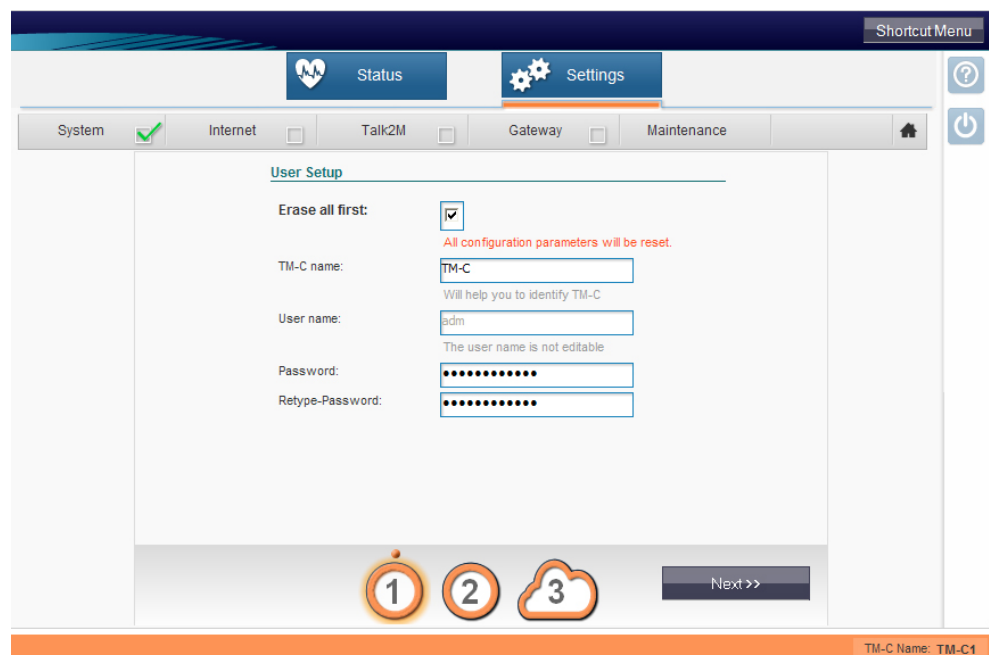 Shortcut Menu
Status
Settings
System Internet Talk2M Gateway Maintenance
User Setup
Erase all first:
All configuration parameters will be reset.
TM-C name: TM-C
Will help you to identify TM-C
User name: adm
The user name is not editable
Password: ●●●●●●●●●●●●
Retype-Password: ●●●●●●●●●●●●
1 2 3 Next >>
TM-C Name: TM-C1